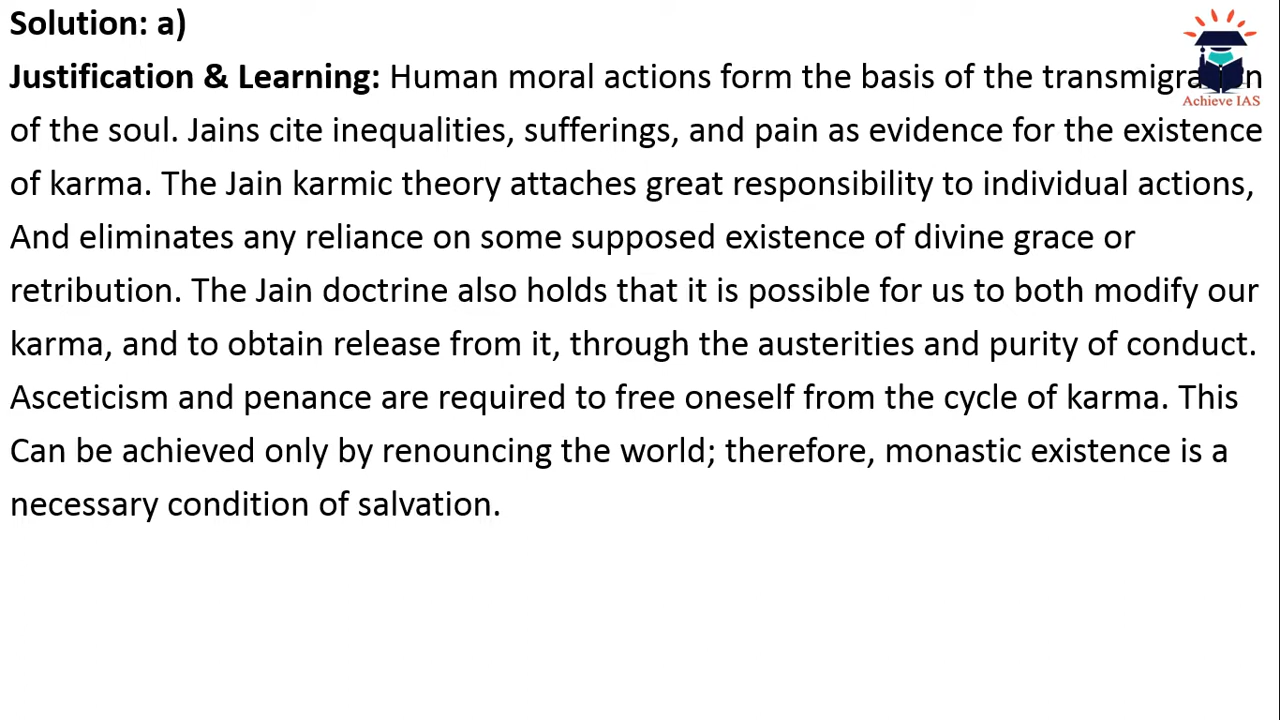 Solution: a)
Justification & Learning: Human moral actions form the basis of the
of the soul. Jains cite inequalities, sufferings, and pain as evidence for the existence
of karma. The Jain karmic theory attaches great responsibility to individual actions,
And eliminates any reliance on some supposed existence of divine grace or
retribution. The Jain doctrine also holds that it is possible for us to both modify our
karma, and to obtain release from it, through the austerities and purity of conduct.
Asceticism and penance are required to free oneself from the cycle of karma. This
Can be achieved only by renouncing the world; therefore, monastic existence is a
necessary condition of salvation.
Achieve IAS